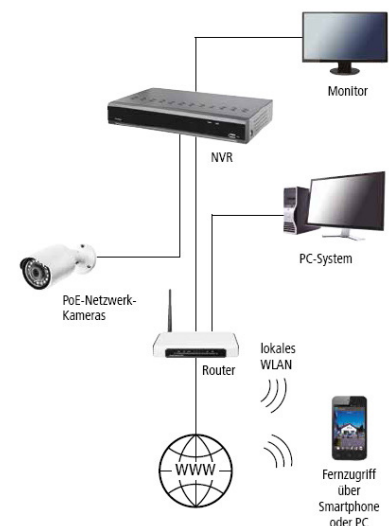 Monitor
NVR
PC-System
PoE-Netzwerk-
Kameras
lokales
WLAN
Router
WWW
Fernzugriff
über
Smartphone
oder PC